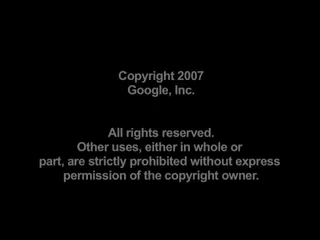 Copyright 2007
Google, Inc.
All rights reserved.
Other uses, either in whole or
part, are strictly prohibited without express
permission of the copyright owner.